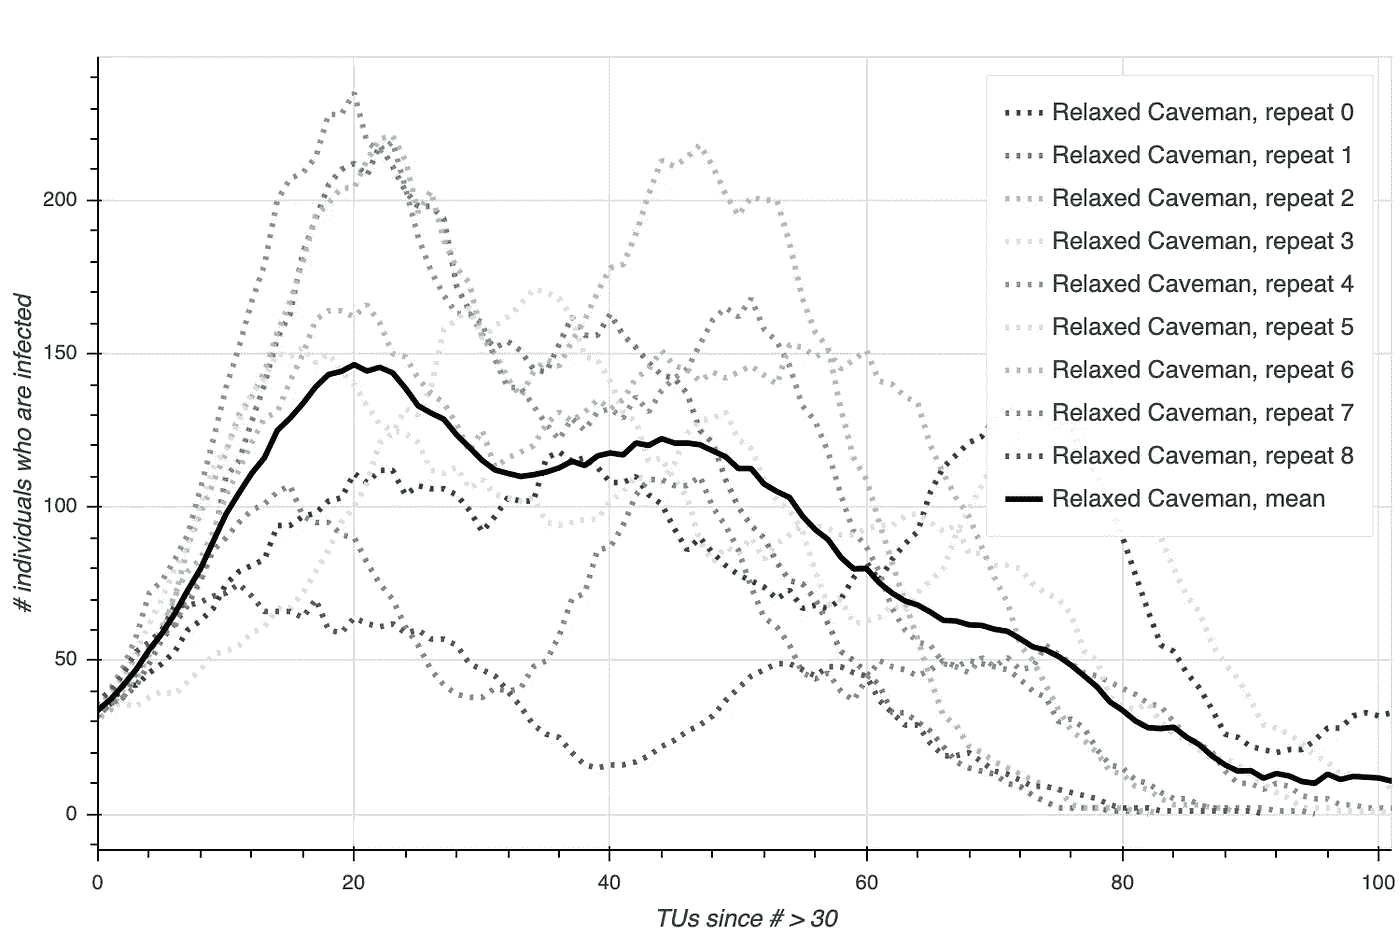 # individuals who are infected
200
150
100
50
0
0 20 40 60 80 100
TUs since # > 30
Relaxed Caveman, repeat 0
Relaxed Caveman, repeat 1
Relaxed Caveman, repeat 2
Relaxed Caveman, repeat 3
Relaxed Caveman, repeat 4
Relaxed Caveman, repeat 5
Relaxed Caveman, repeat 6
Relaxed Caveman, repeat 7
Relaxed Caveman, repeat 8
Relaxed Caveman, mean